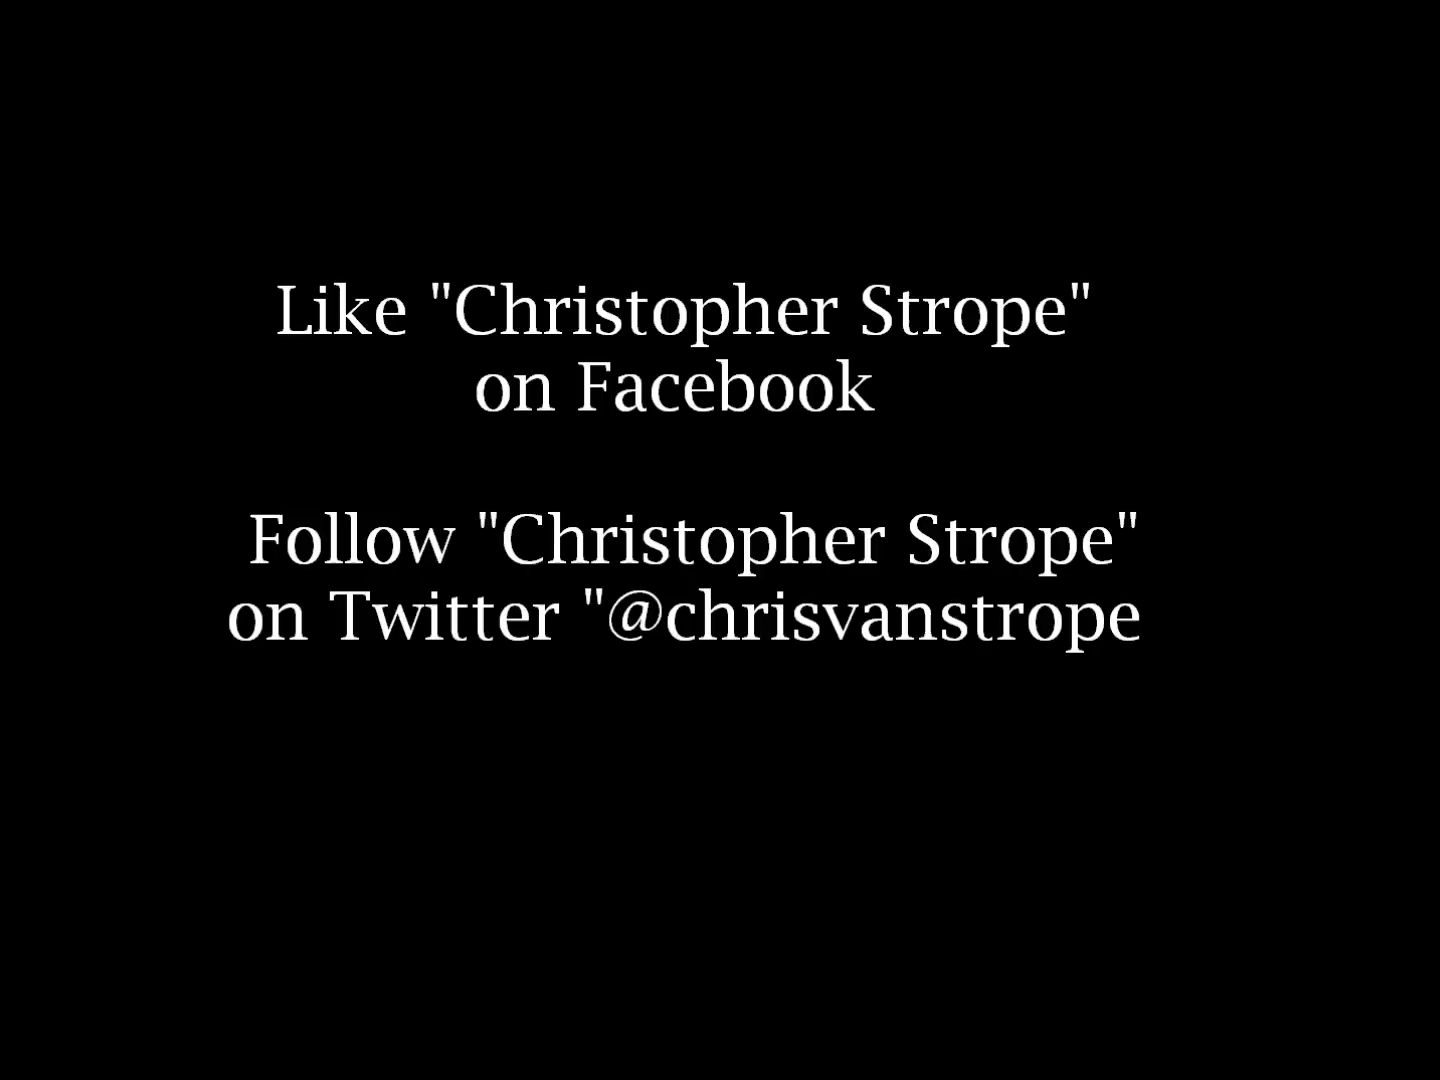 Like "Christopher Strope"
on Facebook
Follow "Christopher Strope"
on Twitter "@chrisvanstrope